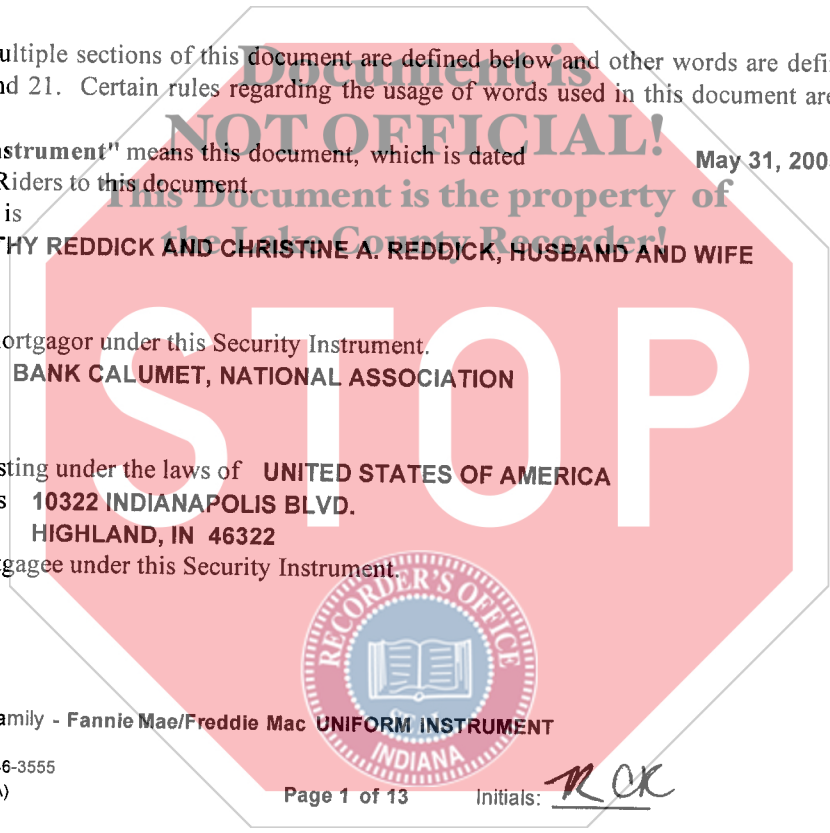 Document is
ultiple sections of this document are defined below and other words are defi
nd 21. Certain rules regarding the usage of words used in this document are
NOT OFFICIAL!
strument" means this document, which is dated May 31, 200
Riders to this document.
This Document is the property of
is
the Lake County Recorder!
THY REDDICK AND CHRISTINE A. REDDICK, HUSBAND AND WIFE
ortgagor under this Security Instrument.
BANK CALUMET, NATIONAL ASSOCIATION
STOP
sting under the laws of UNITED STATES OF AMERICA
s 10322 INDIANAPOLIS BLVD.
HIGHLAND, IN 46322
tgagee under this Security Instrument.
RECORDER'S OFFICE
amily - Fannie Mae/Freddie Mac UNIFORM INSTRUMENT
INDIANA
6-3555
A)
Page 1 of 13 Initials: